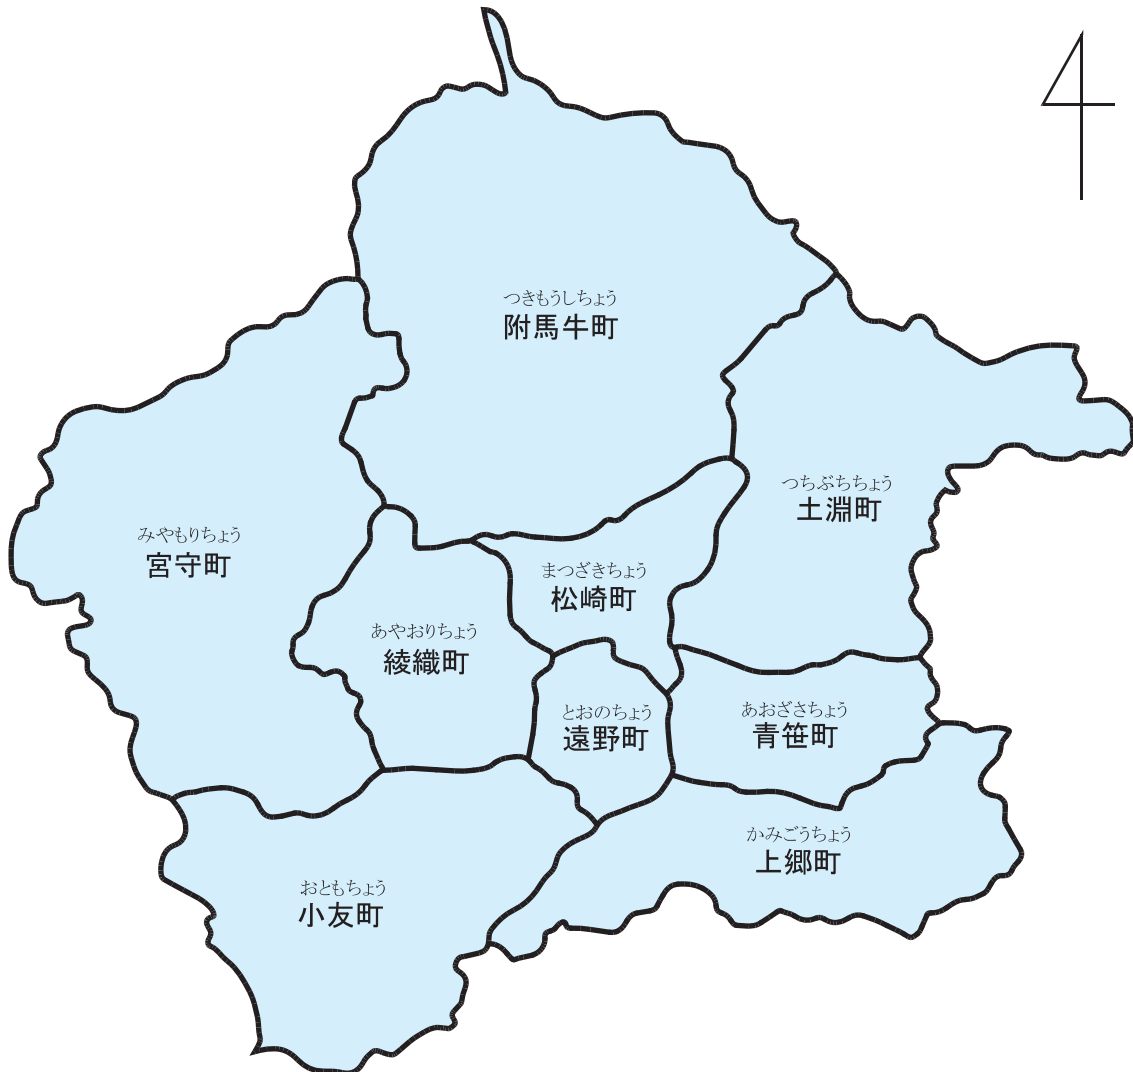 つきもうしちょう
附馬牛町
つちぶちちょう
土淵町
みやもりちょう
宮守町
まつざきちょう
松崎町
あやおりちょう
綾織町
とおのちょう
遠野町
あおざさちょう
青笹町
かみごうちょう
上郷町
おともちょう
小友町